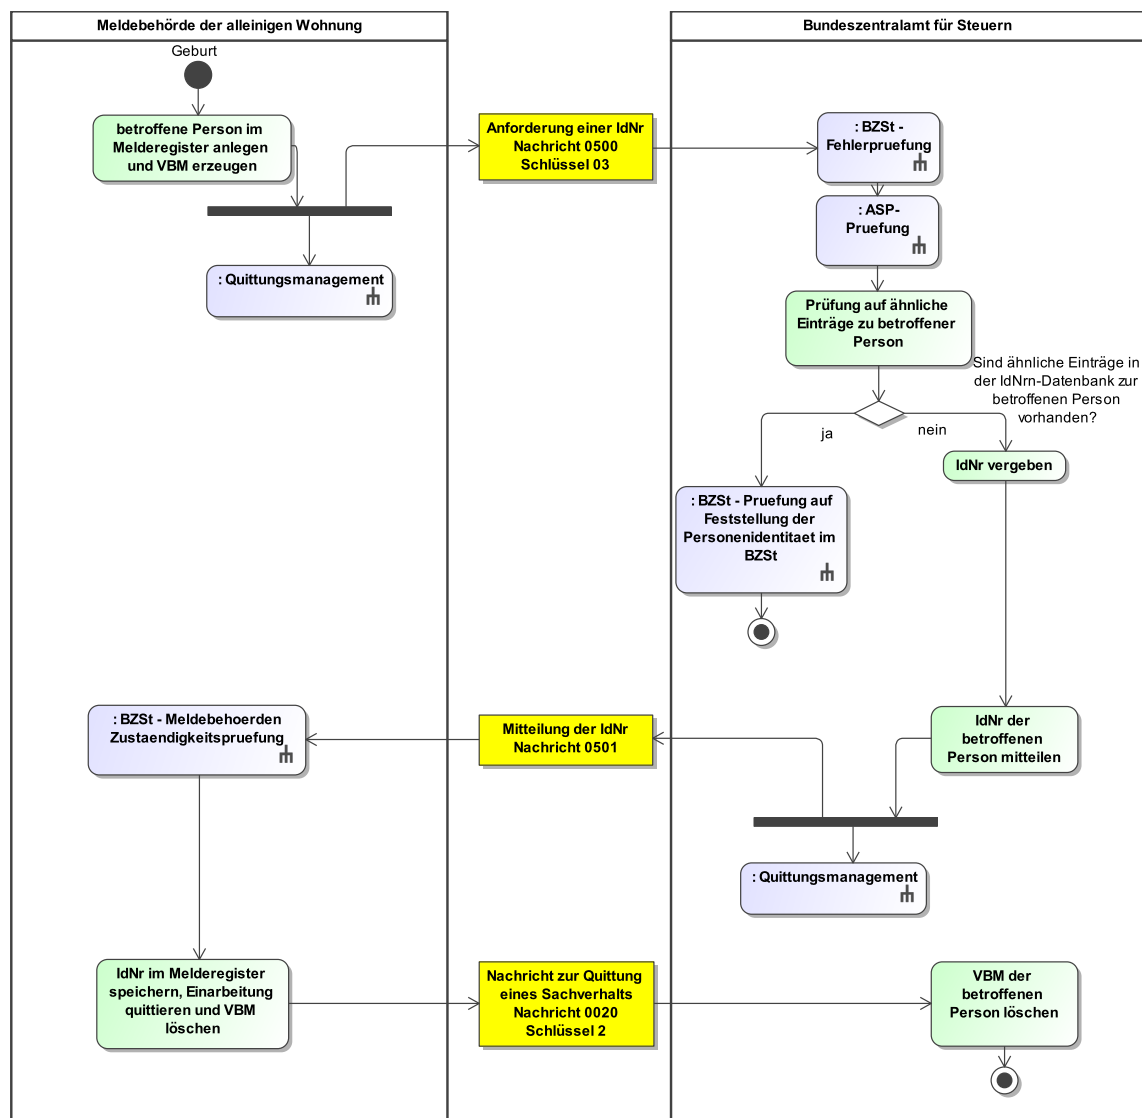 Meldebehörde der alleinigen Wohnung
Bundeszentralamt für Steuern
Geburt
betroffene Person im
Melderegister anlegen
und VBM erzeugen
Anforderung einer IdNr
Nachricht 0500
Schlüssel 03
: BZSt -
Fehlerpruefung
: ASP-
Pruefung
: Quittungsmanagement
Prüfung auf ähnliche
Einträge zu betroffener
Person
Sind ähnliche Einträge in
der IdNrn-Datenbank zur
betroffenen Person
vorhanden?
ja
nein
IdNr vergeben
: BZSt - Pruefung auf
Feststellung der
Personenidentitaet im
BZSt
: BZSt - Meldebehoerden
Zustaendigkeitspruefung
Mitteilung der IdNr
Nachricht 0501
IdNr der
betroffenen
Person mitteilen
: Quittungsmanagement
IdNr im Melderegister
speichern, Einarbeitung
quittieren und VBM
löschen
Nachricht zur Quittung
eines Sachverhalts
Nachricht 0020
Schlüssel 2
VBM der
betroffenen
Person löschen